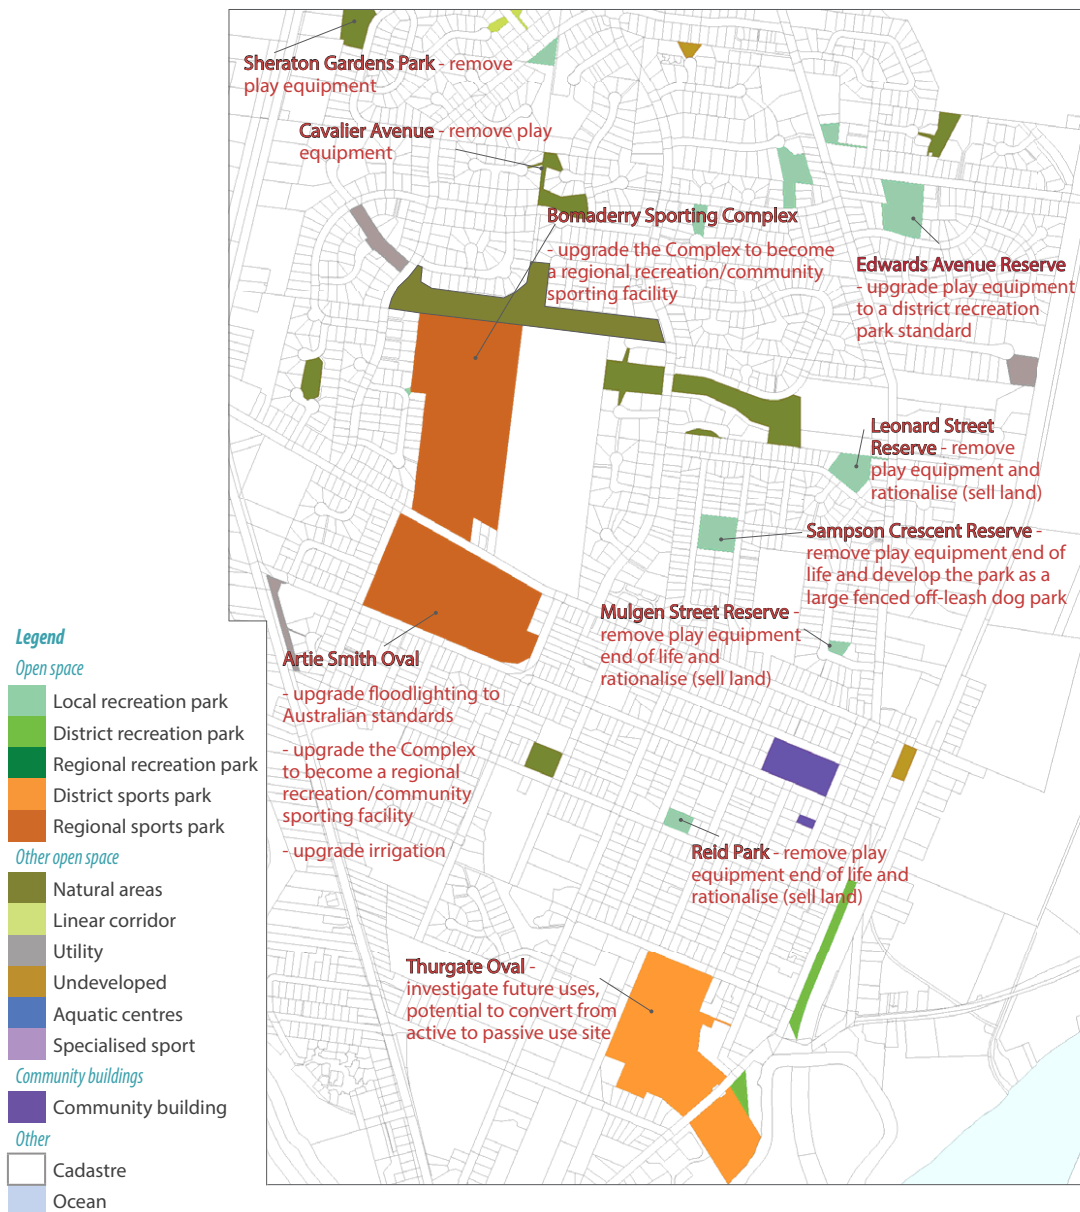 Sheraton Gardens Park - remove
play equipment
Cavalier Avenue - remove play
equipment
Bomaderry Sporting Complex
- upgrade the Complex to become
a regional recreation/community
sporting facility
Edwards Avenue Reserve
- upgrade play equipment
to a district recreation
park standard
Leonard Street
Reserve - remove
play equipment and
rationalise (sell land)
Sampson Crescent Reserve -
remove play equipment end of
life and develop the park as a
large fenced off-leash dog park
Mulgen Street Reserve -
remove play equipment
end of life and
rationalise (sell land)
Artie Smith Oval
- upgrade floodlighting to
Australian standards
- upgrade the Complex
to become a regional
recreation/community
sporting facility
- upgrade irrigation
Reid Park - remove play
equipment end of life and
rationalise (sell land)
Thurgate Oval -
investigate future uses,
potential to convert from
active to passive use site
Legend
Open space
Local recreation park
District recreation park
Regional recreation park
District sports park
Regional sports park
Other open space
Natural areas
Linear corridor
Utility
Undeveloped
Aquatic centres
Specialised sport
Community buildings
Community building
Other
Cadastre
Ocean